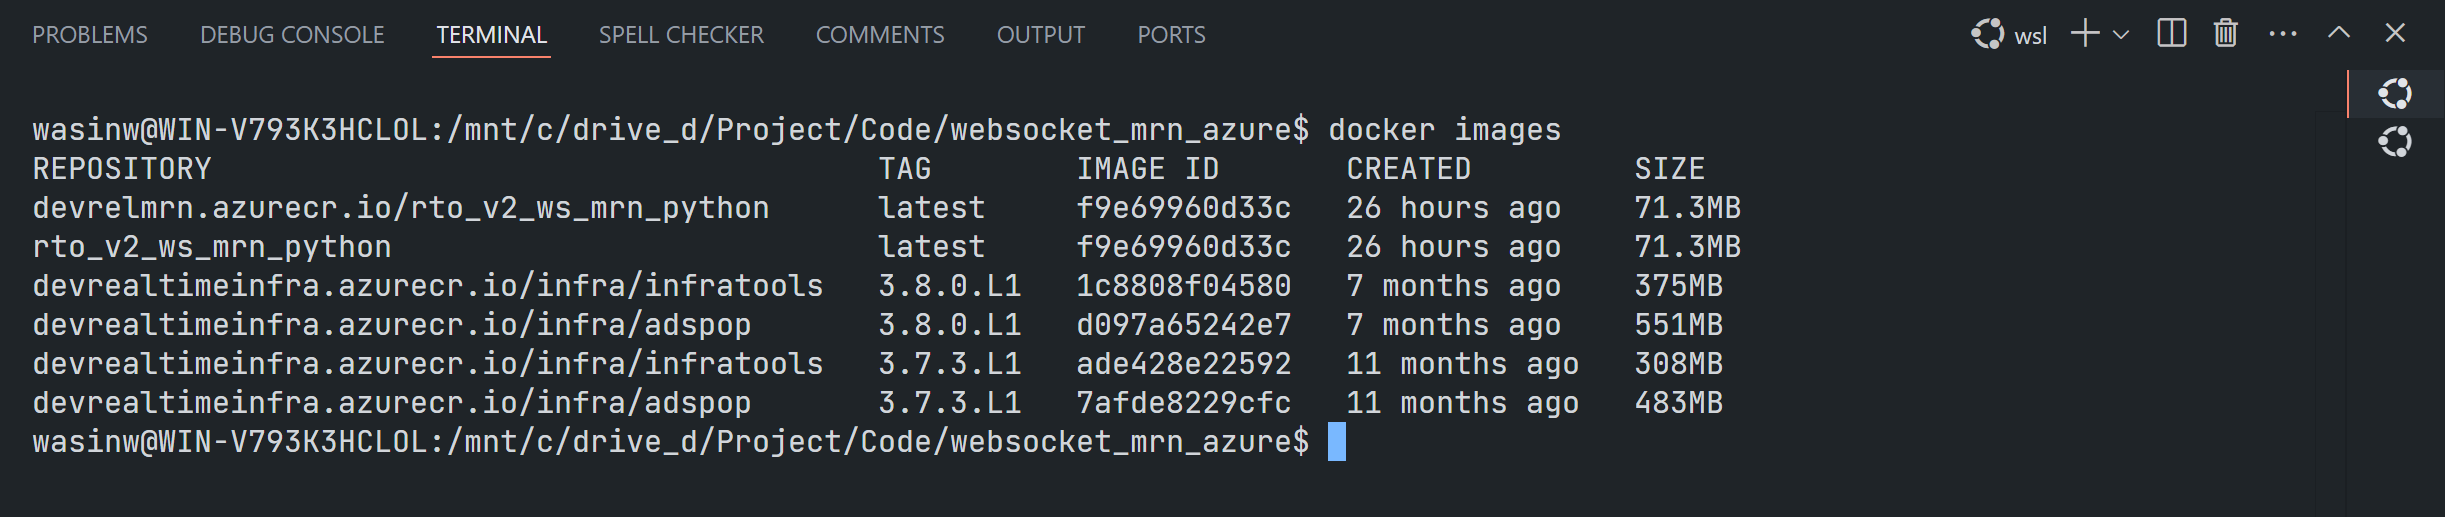 PROBLEMS DEBUG CONSOLE TERMINAL SPELL CHECKER COMMENTS OUTPUT PORTS wsl
wasinw@WIN-V793K3HCLOL:/mnt/c/drive_d/Project/Code/websocket_mrn_azure$ docker images
REPOSITORY TAG IMAGE ID CREATED SIZE
devrelmrn.azurecr.io/rto_v2_ws_mrn_python latest f9e69960d33c 26 hours ago 71.3MB
rto_v2_ws_mrn_python latest f9e69960d33c 26 hours ago 71.3MB
devrealtimeinfra.azurecr.io/infra/infratools 3.8.0.L1 1c8808f04580 7 months ago 375MB
devrealtimeinfra.azurecr.io/infra/adspop 3.8.0.L1 d097a65242e7 7 months ago 551MB
devrealtimeinfra.azurecr.io/infra/infratools 3.7.3.L1 ade428e22592 11 months ago 308MB
devrealtimeinfra.azurecr.io/infra/adspop 3.7.3.L1 7afde8229cfc 11 months ago 483MB
wasinw@WIN-V793K3HCLOL:/mnt/c/drive_d/Project/Code/websocket_mrn_azure$